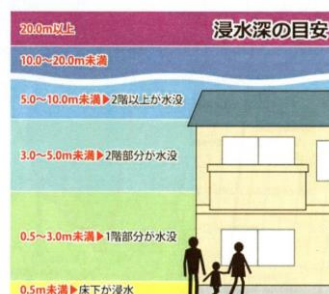 浸水深の目安
20.0m以上
10.0～20.0m未満
5.0～10.0m未満▶2階以上が水没
3.0～5.0m未満▶2階部分が水没
0.5～3.0m未満▶1階部分が水没
0.5m未満▶床下が浸水